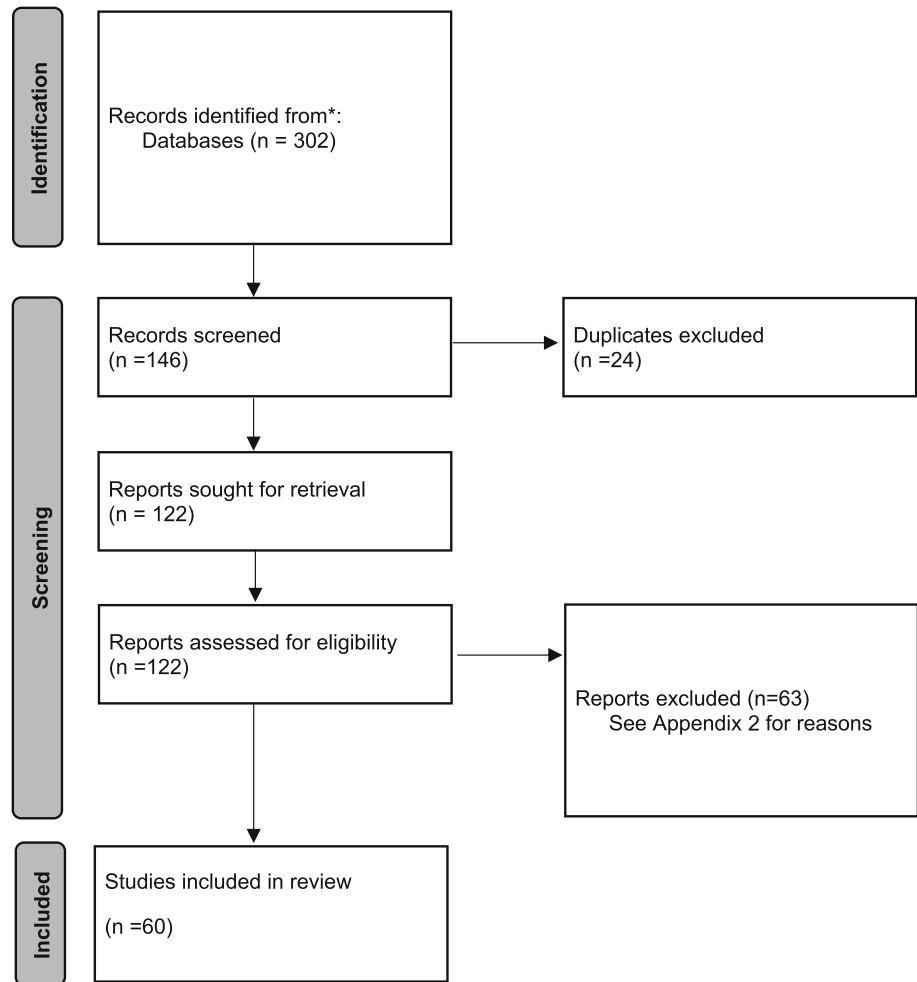 Identification
Records identified from*:
Databases (n = 302)
Screening
Records screened
(n =146)
Duplicates excluded
(n =24)
Reports sought for retrieval
(n = 122)
Reports assessed for eligibility
(n =122)
Reports excluded (n=63)
See Appendix 2 for reasons
Included
Studies included in review
(n =60)